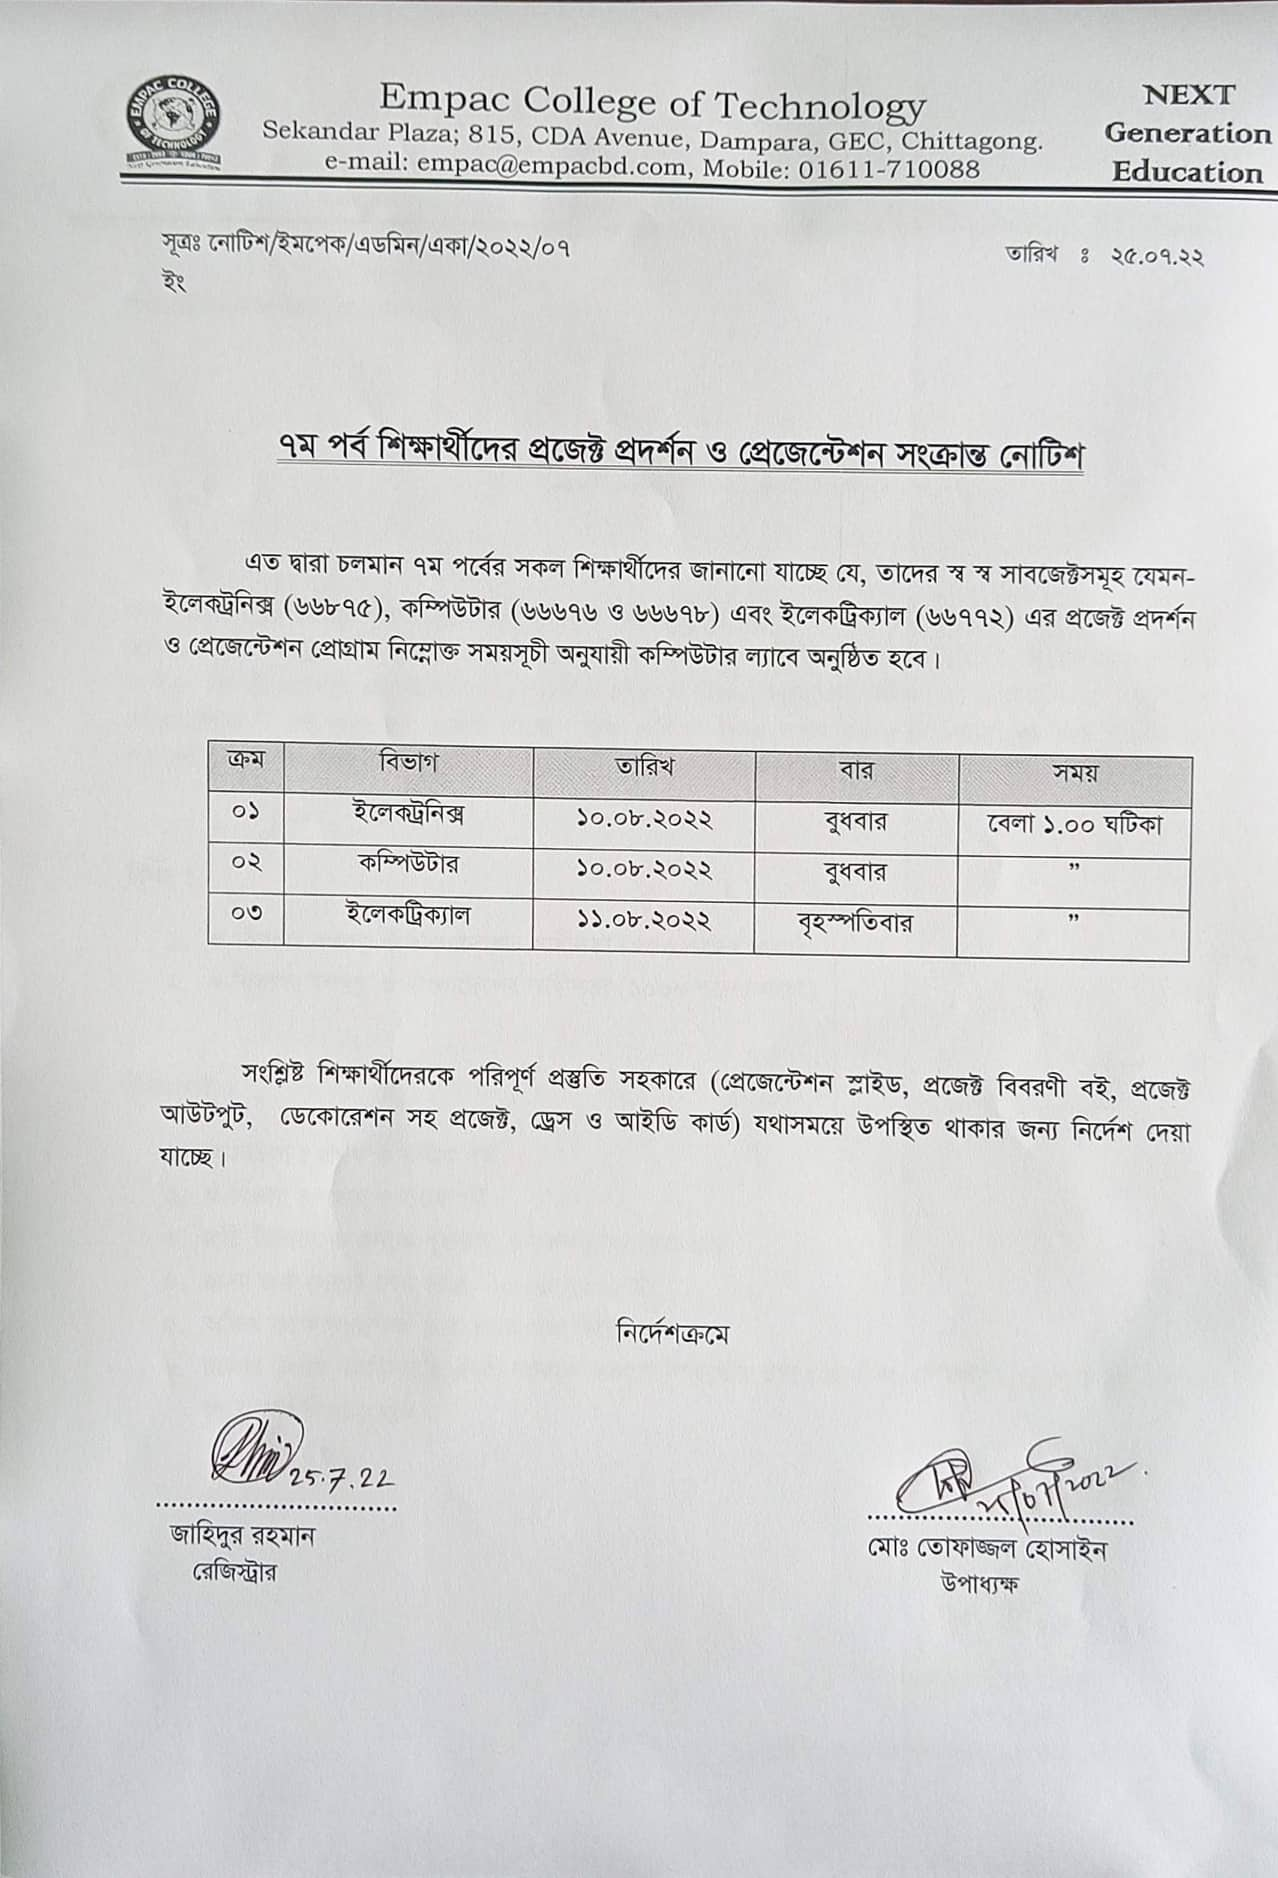 EMPAC COLLEGE OF TECHNOLOGY
Empac College of Technology
Sekandar Plaza; 815, CDA Avenue, Dampara, GEC, Chittagong.
e-mail: empac@empacbd.com, Mobile: 01611-710088
NEXT
Generation
Education
সূত্রঃ নোটিশ/ইমপেক/এডমিন/একা/২০২২/০৭
ইং
তারিখ : ২৫.০৭.২২
৭ম পর্ব শিক্ষার্থীদের প্রজেক্ট প্রদর্শন ও প্রেজেন্টেশন সংক্রান্ত নোটিশ
এত দ্বারা চলমান ৭ম পর্বের সকল শিক্ষার্থীদের জানানো যাচ্ছে যে, তাদের স্ব স্ব সাবজেক্টসমূহ যেমন-
ইলেকট্রনিক্স (৬৬৮৭৫), কম্পিউটার (৬৬৬৭৬ ও ৬৬৬৭৮) এবং ইলেকট্রিক্যাল (৬৬৭৭২) এর প্রজেক্ট প্রদর্শন
ও প্রেজেন্টেশন প্রোগ্রাম নিম্নোক্ত সময়সূচী অনুযায়ী কম্পিউটার ল্যাবে অনুষ্ঠিত হবে।
ক্রম বিভাগ তারিখ বার সময়
০১ ইলেকট্রনিক্স ১০.০৮.২০২২ বুধবার বেলা ১.০০ ঘটিকা
০২ কম্পিউটার ১০.০৮.২০২২ বুধবার ”
০৩ ইলেকট্রিক্যাল ১১.০৮.২০২২ বৃহস্পতিবার ”
সংশ্লিষ্ট শিক্ষার্থীদেরকে পরিপূর্ণ প্রস্তুতি সহকারে (প্রেজেন্টেশন স্লাইড, প্রজেক্ট বিবরণী বই, প্রজেক্ট
আউটপুট, ডেকোরেশন সহ প্রজেক্ট, ড্রেস ও আইডি কার্ড) যথাসময়ে উপস্থিত থাকার জন্য নির্দেশ দেয়া
যাচ্ছে।
নির্দেশক্রমে
25.7.22
জাহিদুর রহমান
রেজিস্ট্রার
মোঃ তোফাজ্জল হোসাইন
উপাধ্যক্ষ